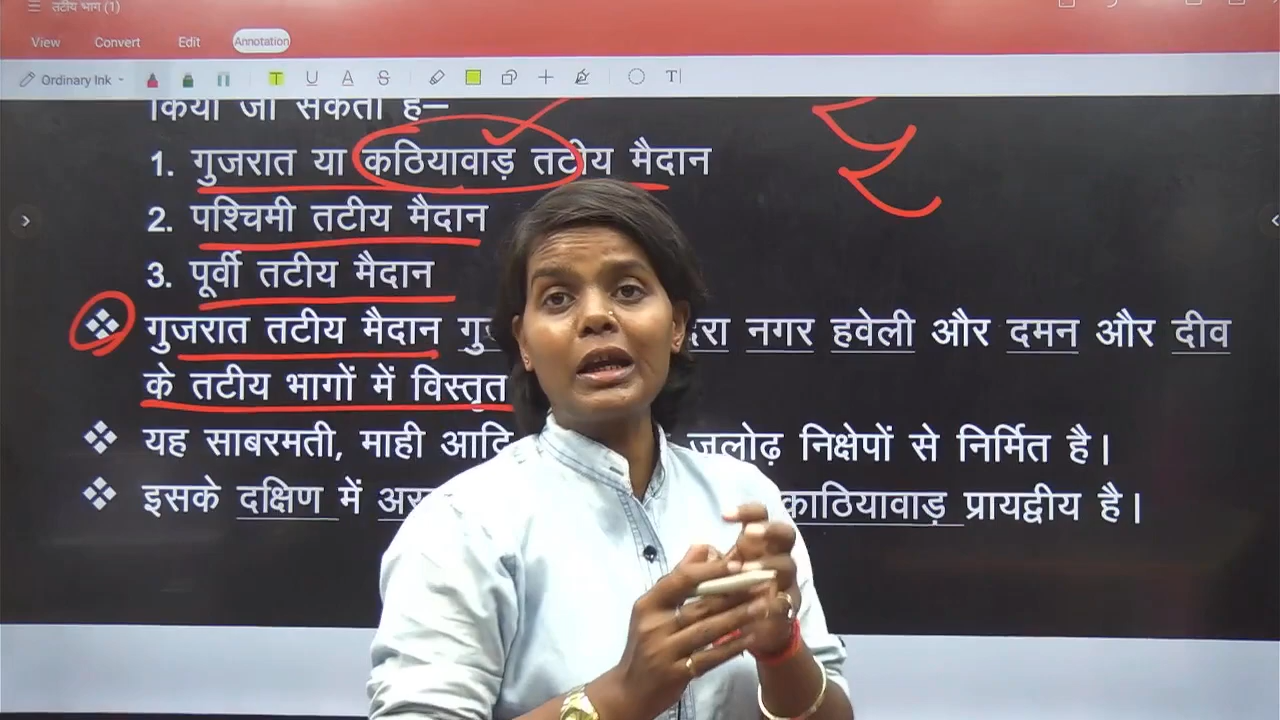 तटीय भाग (1)
View Convert Edit Annotation
Ordinary Ink T U A S T
किया जा सकता है–
1. गुजरात या कठियावाड़ तटीय मैदान
2. पश्चिमी तटीय मैदान
3. पूर्वी तटीय मैदान
गुजरात तटीय मैदान नगर हवेली और दमन और दीव
के तटीय भागों में विस्तृत
यह साबरमती, माही आदि जलोढ़ निक्षेपों से निर्मित है।
इसके दक्षिण में काठियावाड़ प्रायद्वीय है।